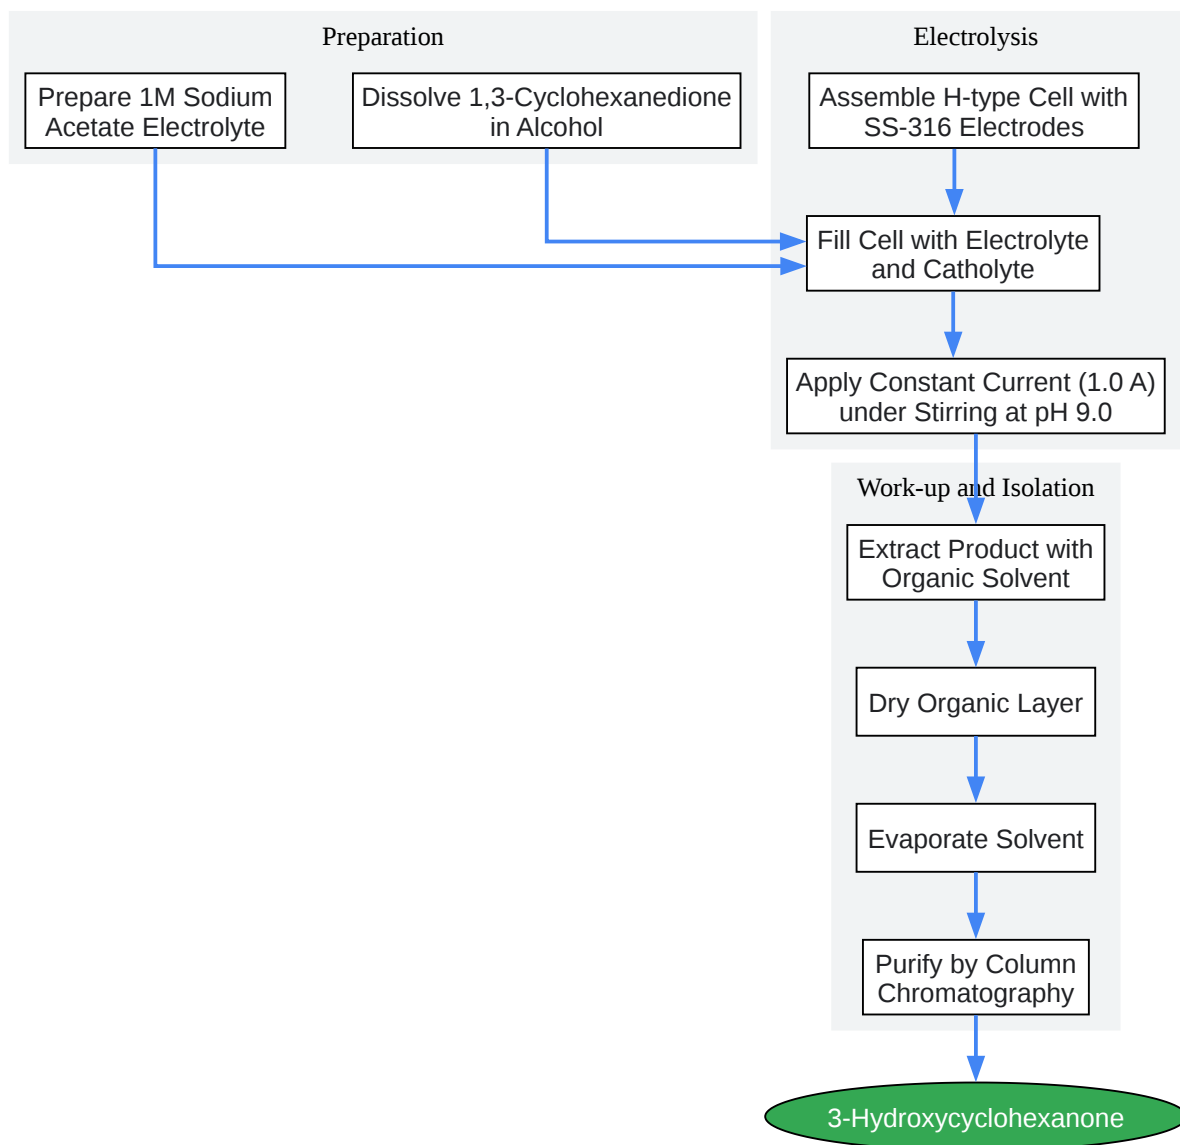 Preparation
Prepare 1M Sodium
Acetate Electrolyte
Dissolve 1,3-Cyclohexanedione
in Alcohol
Electrolysis
Assemble H-type Cell with
SS-316 Electrodes
Fill Cell with Electrolyte
and Catholyte
Apply Constant Current (1.0 A)
under Stirring at pH 9.0
Work-up and Isolation
Extract Product with
Organic Solvent
Dry Organic Layer
Evaporate Solvent
Purify by Column
Chromatography
3-Hydroxycyclohexanone